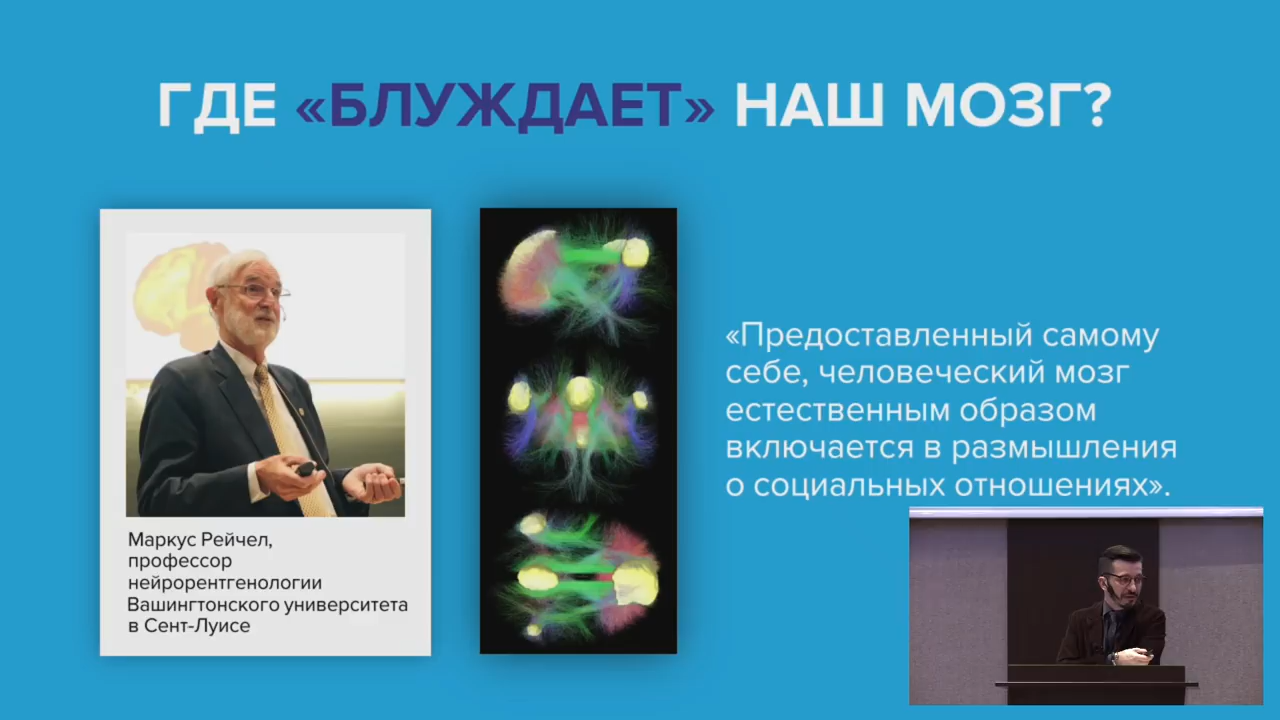 ГДЕ «БЛУЖДАЕТ» НАШ МОЗГ?
Маркус Рейчел,
профессор
нейрорентгенологии
Вашингтонского университета
в Сент-Луисе
«Предоставленный самому
себе, человеческий мозг
естественным образом
включается в размышления
о социальных отношениях».